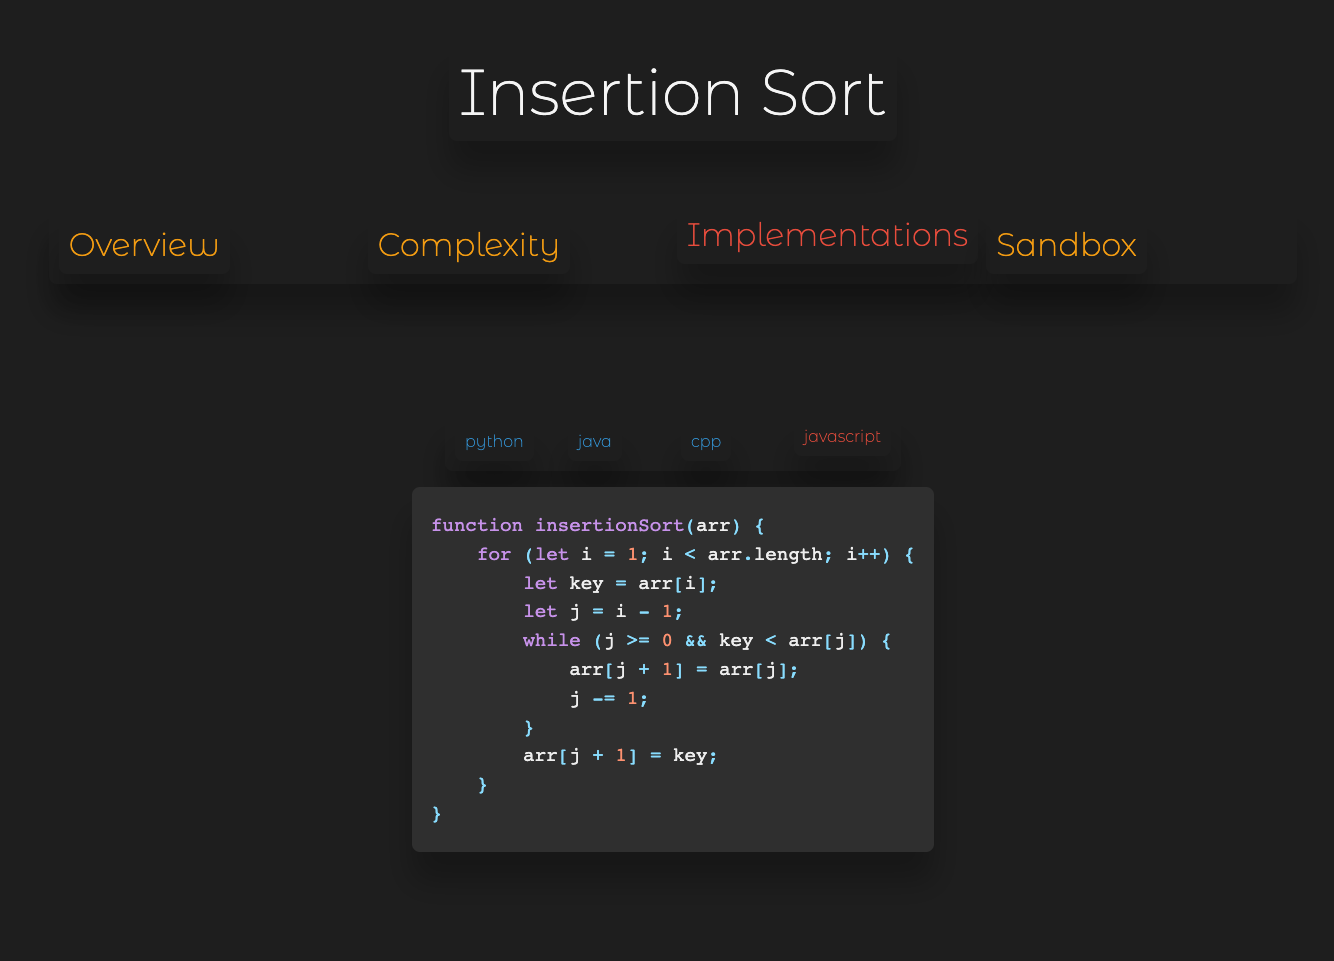 Insertion Sort
Overview Complexity Implementations Sandbox
python java cpp javascript
function insertionSort(arr) {
    for (let i = 1; i < arr.length; i++) {
        let key = arr[i];
        let j = i - 1;
        while (j >= 0 && key < arr[j]) {
            arr[j + 1] = arr[j];
            j -= 1;
        }
        arr[j + 1] = key;
    }
}